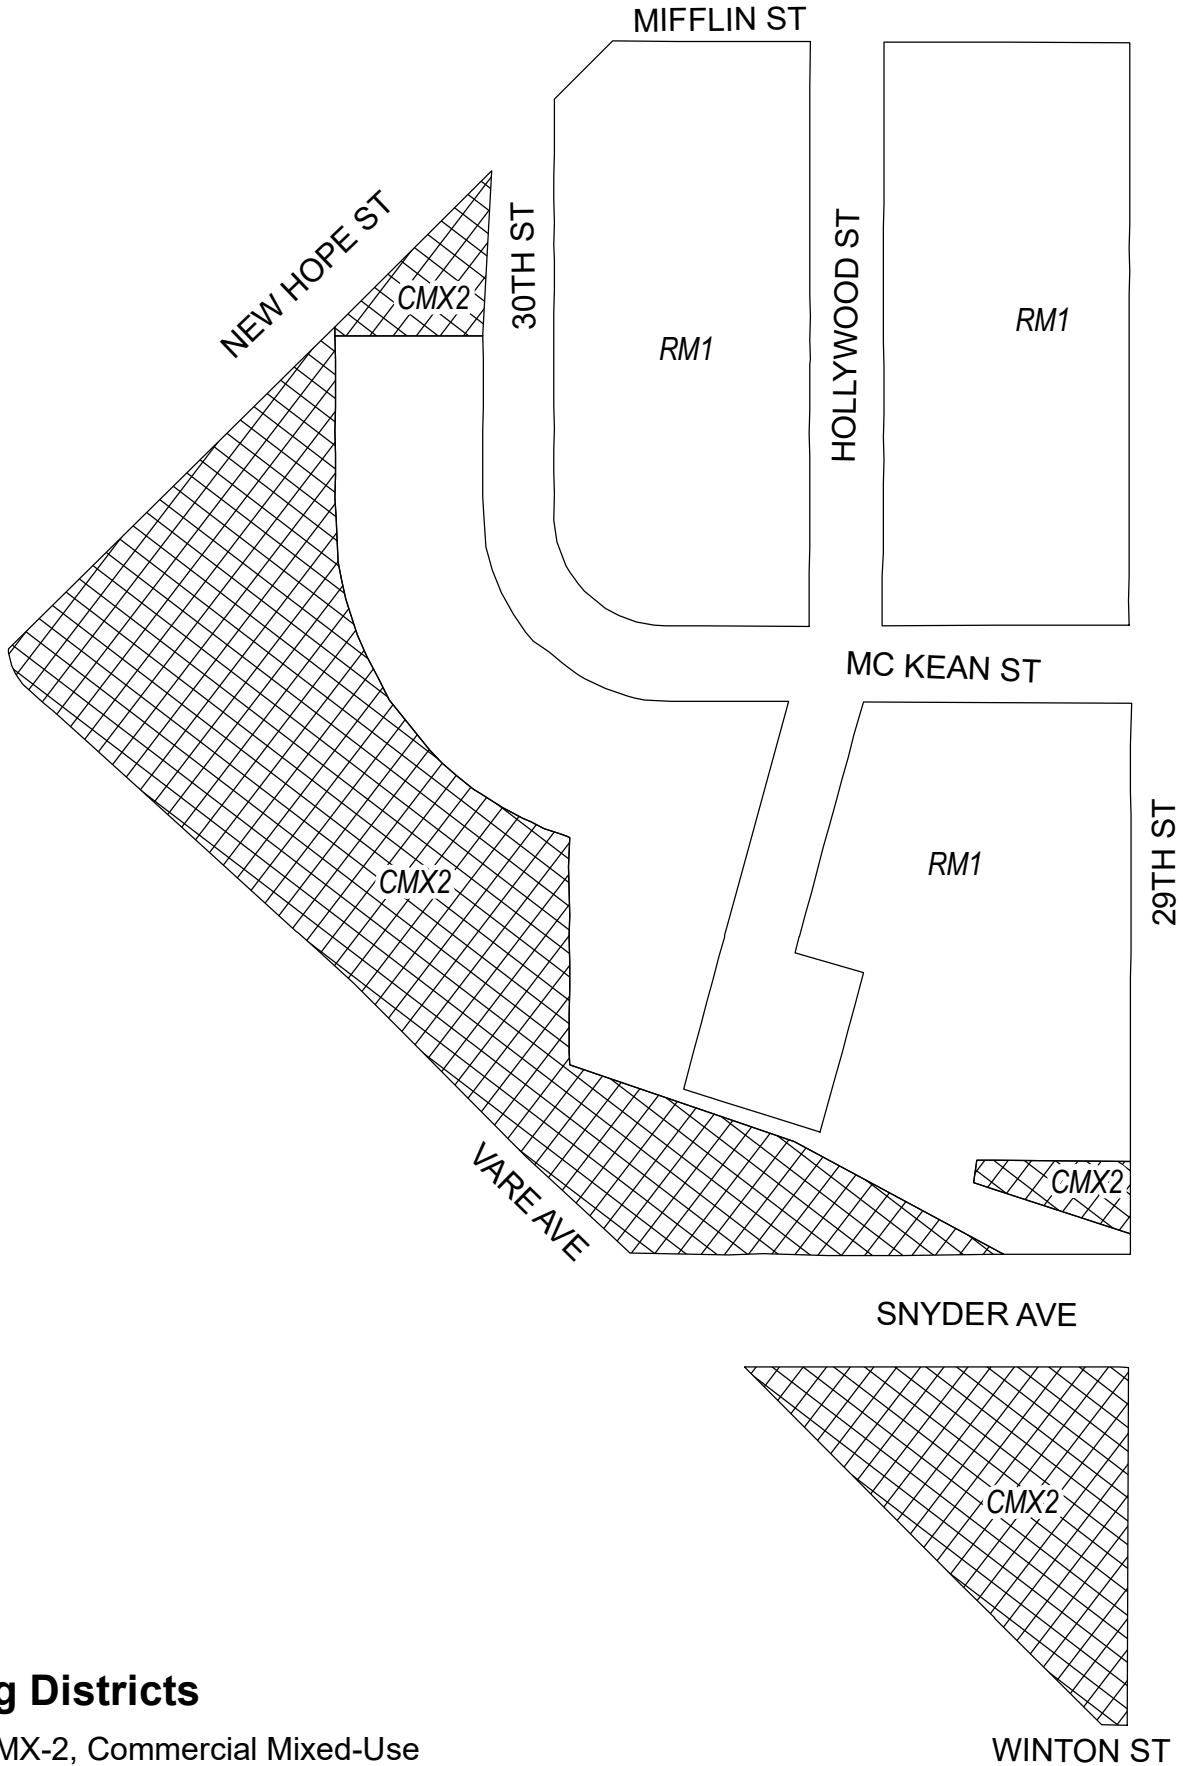 MIFFLIN ST
NEW HOPE ST
30TH ST
HOLLYWOOD ST
CMX2
RM1
RM1
MC KEAN ST
29TH ST
RM1
CMX2
VARE AVE
CMX2
SNYDER AVE
CMX2
g Districts
MX-2, Commercial Mixed-Use
WINTON ST